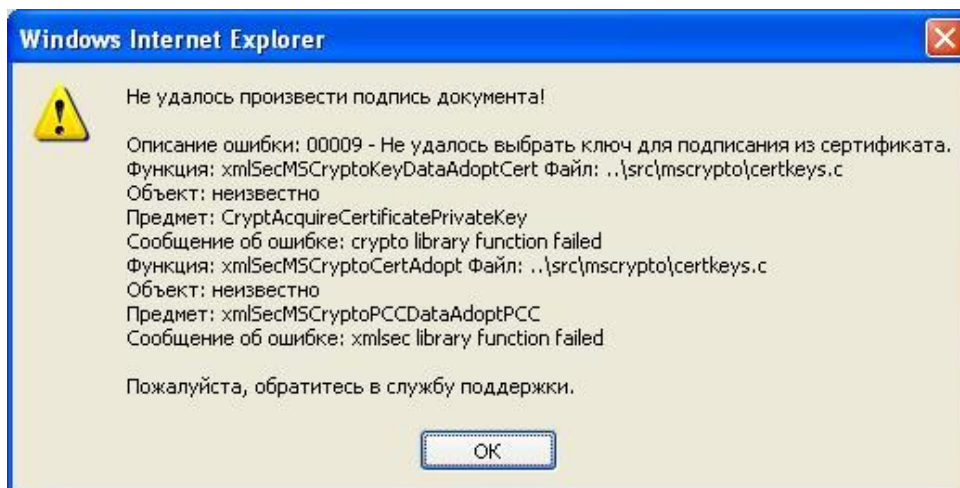 Windows Internet Explorer
Не удалось произвести подпись документа!
Описание ошибки: 00009 - Не удалось выбрать ключ для подписания из сертификата.
Функция: xmlSecMSCryptoKeyDataAdoptCert Файл: ..\src\mscrypto\certkeys.c
Объект: неизвестно
Предмет: CryptAcquireCertificatePrivateKey
Сообщение об ошибке: crypto library function failed
Функция: xmlSecMSCryptoCertAdopt Файл: ..\src\mscrypto\certkeys.c
Объект: неизвестно
Предмет: xmlSecMSCryptoPCCDataAdoptPCC
Сообщение об ошибке: xmlsec library function failed
Пожалуйста, обратитесь в службу поддержки.
ОК